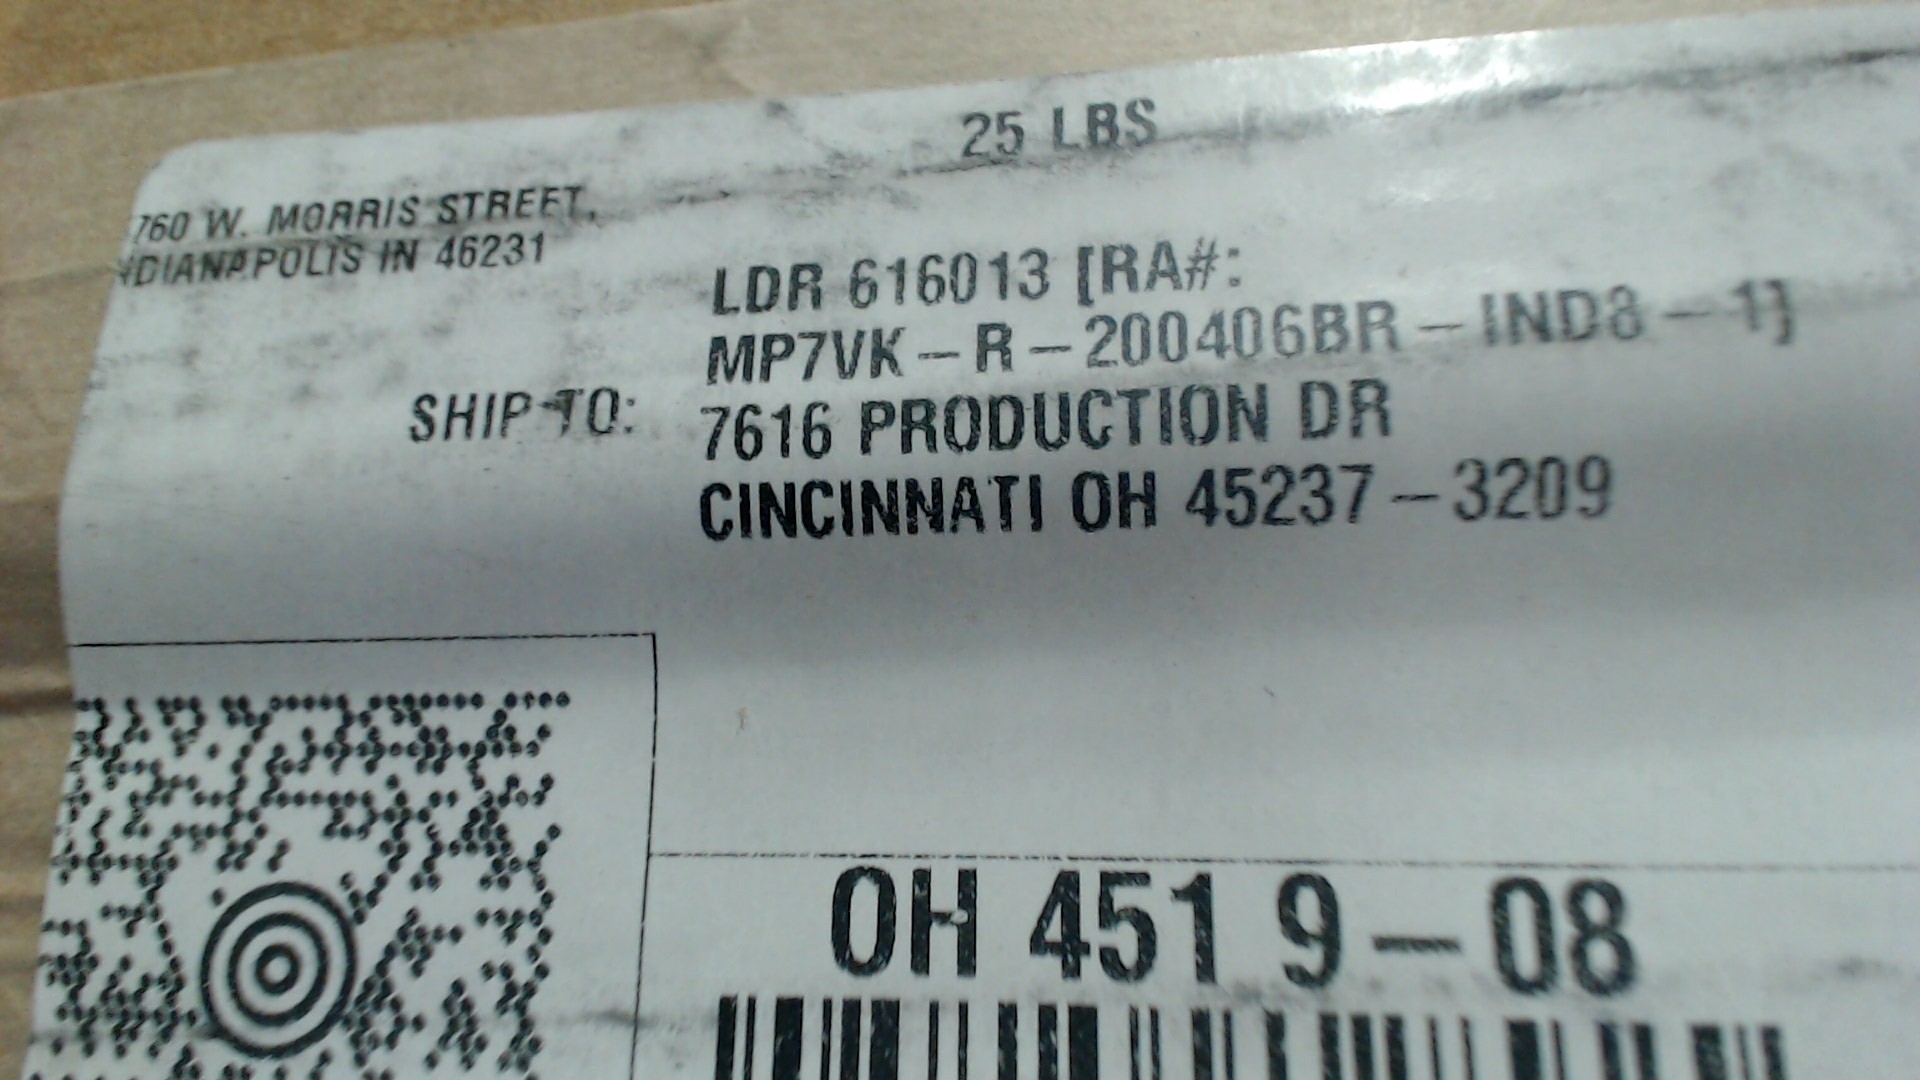 25 LBS
760 W. MORRIS STREET,
NDIANAPOLIS IN 46231
LDR 616013 [RA#:
MP7VK-R-200406BR-IND8-1]
SHIP TO: 7616 PRODUCTION DR
CINCINNATI OH 45237-3209
OH 451 9-08